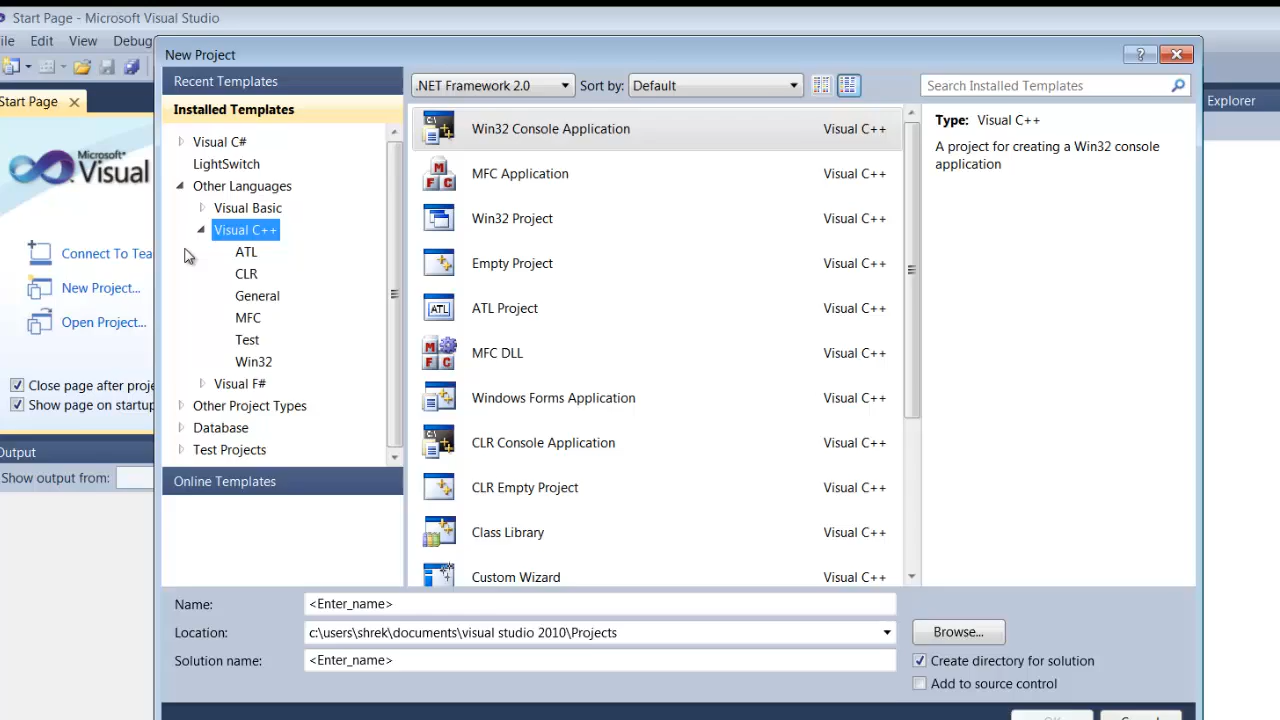 Start Page - Microsoft Visual Studio
ile Edit View Debug
Start Page
Microsoft®
Visual
Connect To Tea
New Project...
Open Project...
Close page after proje
Show page on startup
Output
Show output from:
Explorer
New Project
Recent Templates
Installed Templates
Visual C#
LightSwitch
Other Languages
Visual Basic
Visual C++
ATL
CLR
General
MFC
Test
Win32
Visual F#
Other Project Types
Database
Test Projects
Online Templates
.NET Framework 2.0 Sort by: Default
Search Installed Templates
Win32 Console Application Visual C++
MFC Application Visual C++
Win32 Project Visual C++
Empty Project Visual C++
ATL Project Visual C++
MFC DLL Visual C++
Windows Forms Application Visual C++
CLR Console Application Visual C++
CLR Empty Project Visual C++
Class Library Visual C++
Custom Wizard Visual C++
Type: Visual C++
A project for creating a Win32 console
application
Name: <Enter_name>
Location: c:\users\shrek\documents\visual studio 2010\Projects Browse...
Solution name: <Enter_name>
Create directory for solution
Add to source control